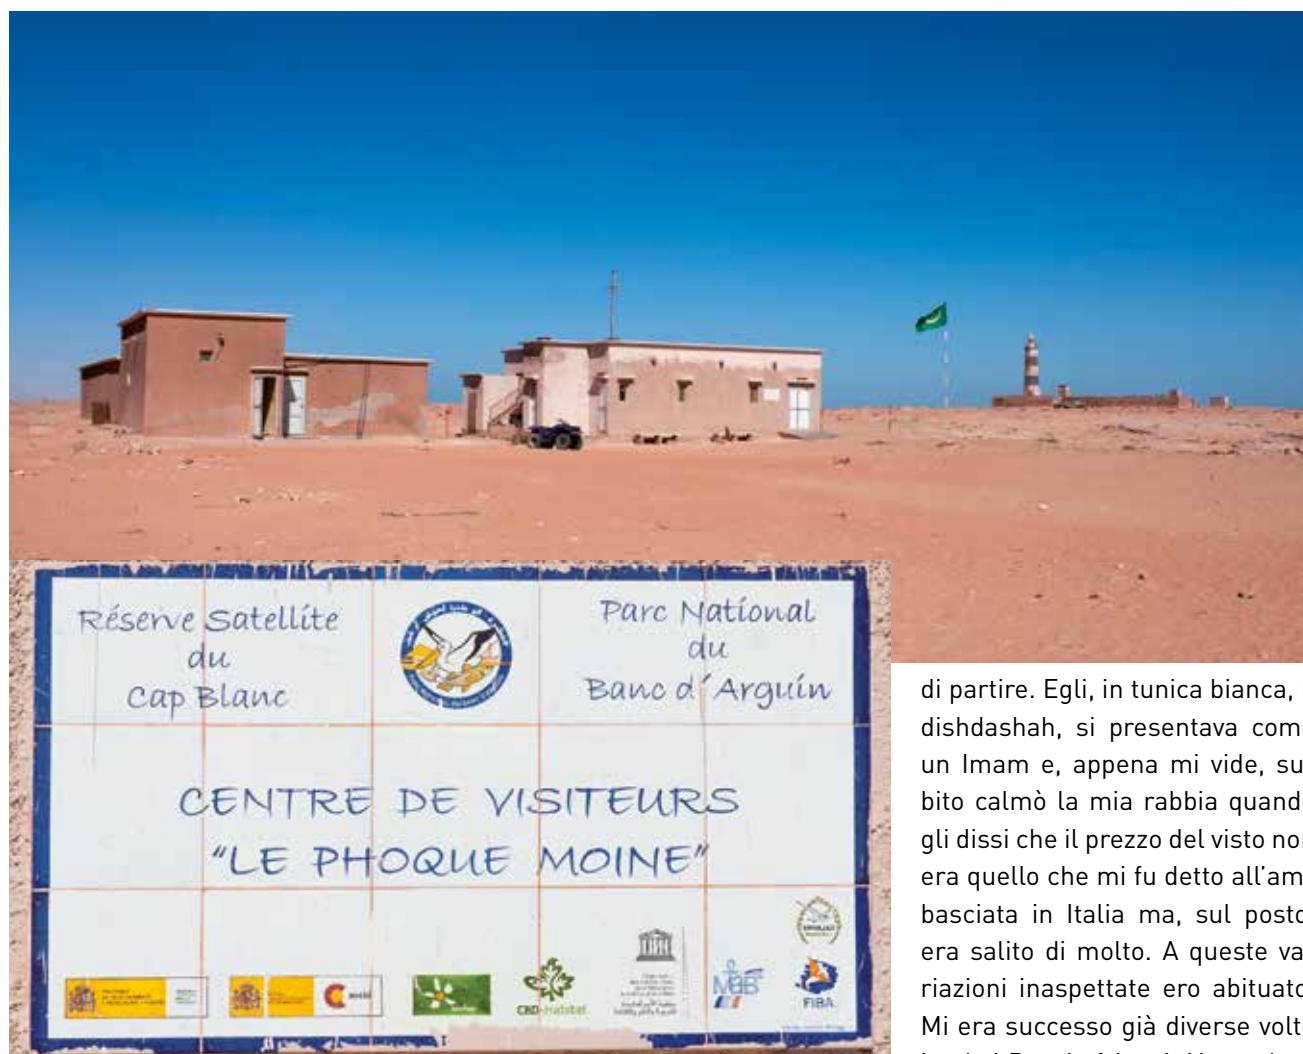 Réserve Satellite
du
Cap Blanc
Parc National
du
Banc d'Arguin
CENTRE DE VISITEURS
"LE PHOQUE MOINE"
CBD-Habitat
MaB
FIBA
di partire. Egli, in tunica bianca,
dishdashah, si presentava com
un Imam e, appena mi vide, su
bito calmò la mia rabbia quand
gli dissi che il prezzo del visto no
era quello che mi fu detto all'am
basciata in Italia ma, sul posto
era salito di molto. A queste va
riazioni inaspettate ero abituato
Mi era successo già diverse volt